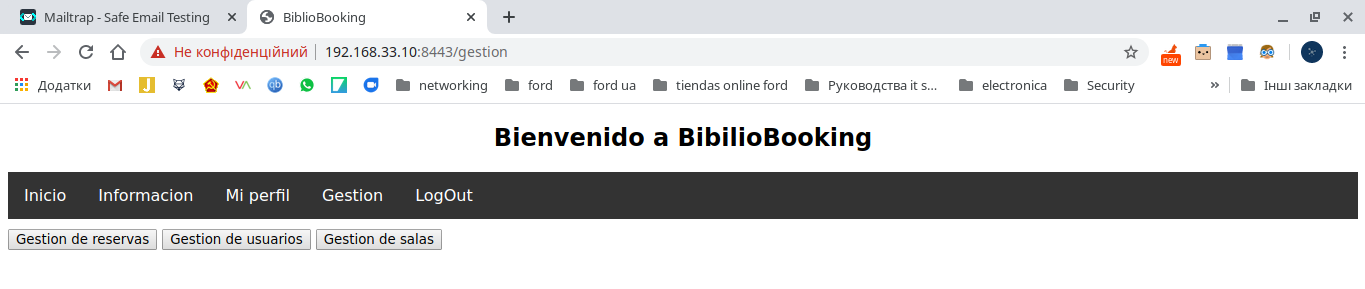 Mailtrap - Safe Email Testing
BiblioBooking
Не конфіденційний 192.168.33.10:8443/gestion
new
Додатки networking ford ford ua tiendas online ford Руководства it s... electronica Security » Інші закладки
Bienvenido a BibilioBooking
Inicio Informacion Mi perfil Gestion LogOut
Gestion de reservas Gestion de usuarios Gestion de salas